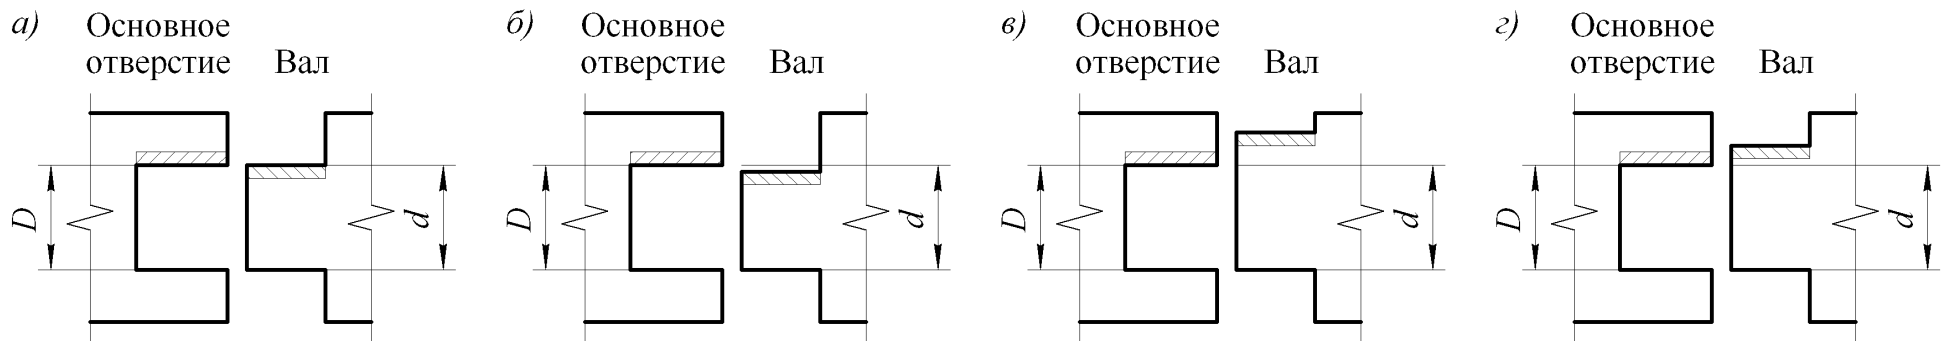 а) Основное
отверстие Вал
D d
б) Основное
отверстие Вал
D d
в) Основное
отверстие Вал
D d
г) Основное
отверстие Вал
D d